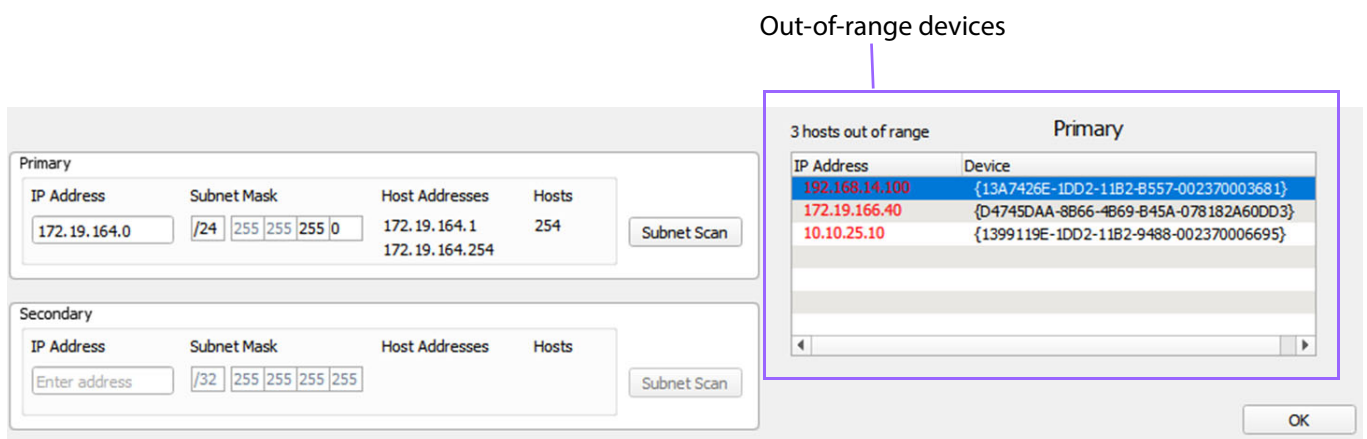 Out-of-range devices
3 hosts out of range Primary
IP Address Device
192.168.14.100 {13A7426E-1DD2-11B2-B557-002370003681}
172.19.166.40 {D4745DAA-8B66-4B69-B45A-078182A60DD3}
10.10.25.10 {1399119E-1DD2-11B2-9488-002370006695}
Primary
IP Address Subnet Mask Host Addresses Hosts
172.19.164.0 /24 255 255 255 0 172.19.164.1 254 Subnet Scan
172.19.164.254
Secondary
IP Address Subnet Mask Host Addresses Hosts
Enter address /32 255 255 255 255 Subnet Scan
OK